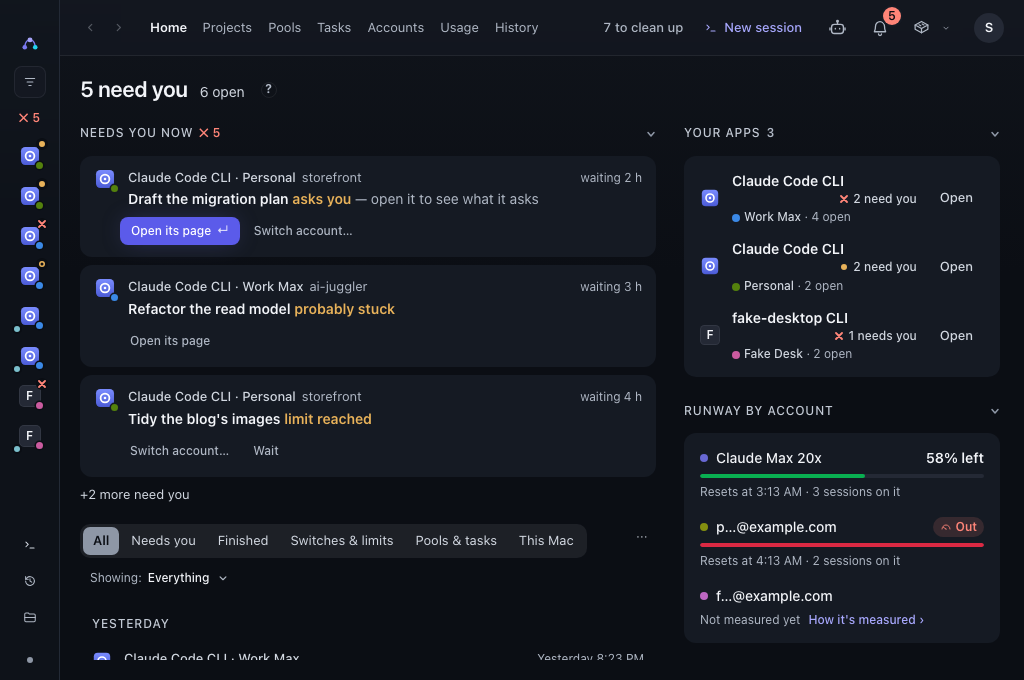 Home Projects Pools Tasks Accounts Usage History 7 to clean up New session 5 S
5
5 need you 6 open ?
NEEDS YOU NOW 5
Claude Code CLI · Personal storefront waiting 2 h
Draft the migration plan asks you — open it to see what it asks
Open its page ↵ Switch account...
Claude Code CLI · Work Max ai-juggler waiting 3 h
Refactor the read model probably stuck
Open its page
Claude Code CLI · Personal storefront waiting 4 h
Tidy the blog's images limit reached
Switch account... Wait
+2 more need you
All Needs you Finished Switches & limits Pools & tasks This Mac ...
Showing: Everything
YESTERDAY
Claude Code CLI · Work Max Yesterday 8:23 PM
YOUR APPS 3
Claude Code CLI
2 need you Open
Work Max · 4 open
Claude Code CLI
2 need you Open
Personal · 2 open
F fake-desktop CLI
1 needs you Open
Fake Desk · 2 open
RUNWAY BY ACCOUNT
Claude Max 20x 58% left
Resets at 3:13 AM · 3 sessions on it
p...@example.com Out
Resets at 4:13 AM · 2 sessions on it
f...@example.com
Not measured yet How it's measured ›
F
F